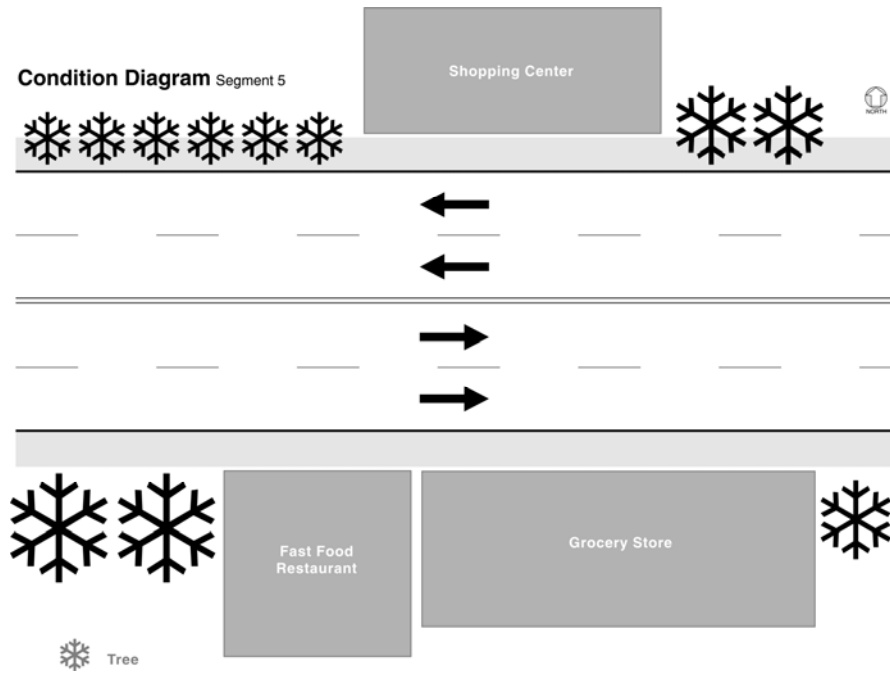 Shopping Center
Condition Diagram Segment 5
NORTH
Fast Food
Restaurant
Grocery Store
Tree